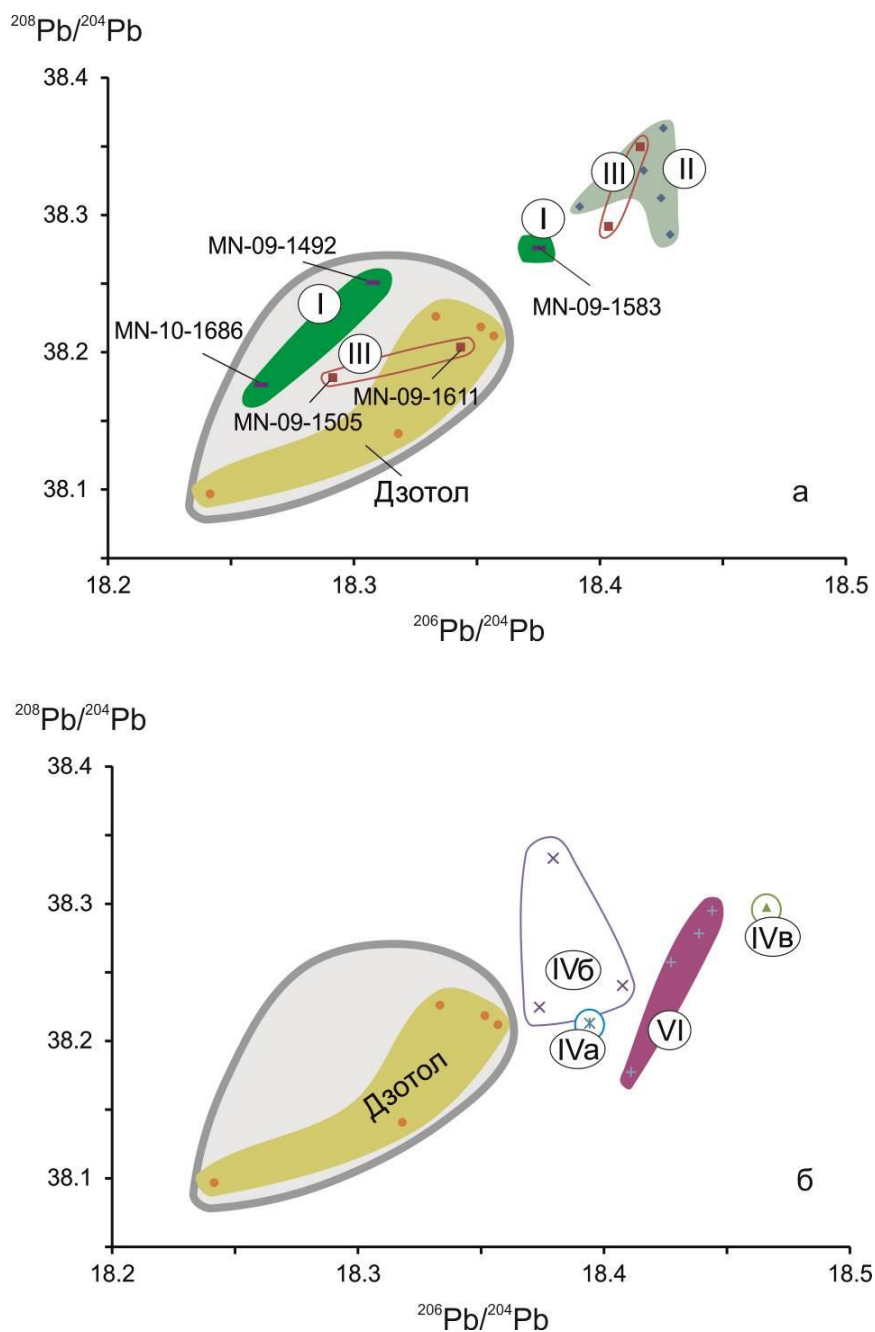 ²⁰⁸Pb/²⁰⁴Pb
38.4
III
II
38.3
I
MN-09-1492
MN-09-1583
I
MN-10-1686
38.2
III
MN-09-1611
MN-09-1505
Дзотол
а
38.1
18.2 18.3 18.4 18.5
²⁰⁶Pb/²⁰⁴Pb
²⁰⁸Pb/²⁰⁴Pb
38.4
38.3
IVв
IVб
38.2
IVа
VI
Дзотол
38.1
б
18.2 18.3 18.4 18.5
²⁰⁶Pb/²⁰⁴Pb